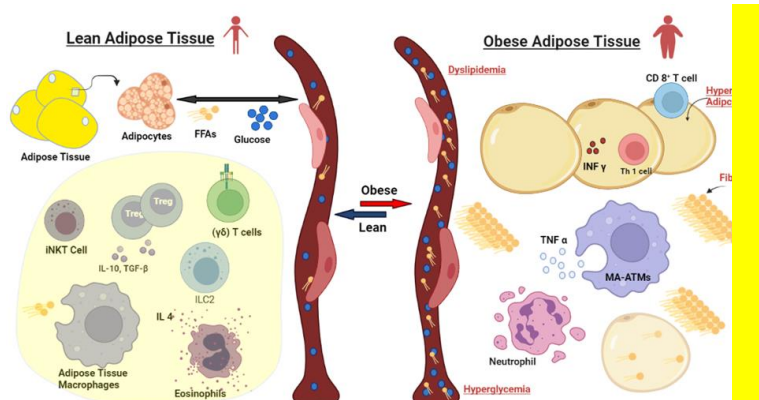 Lean Adipose Tissue
Obese Adipose Tissue
Dyslipidemia
CD 8+ T cell
Adipocytes
FFAs
Glucose
Adipose Tissue
INF γ
Th 1 cell
Treg
Treg
(γδ) T cells
iNKT Cell
IL-10, TGF-β
ILC2
IL 4
Adipose Tissue
Macrophages
Eosinophils
Obese
Lean
TNF α
MA-ATMs
Neutrophil
Hyperglycemia